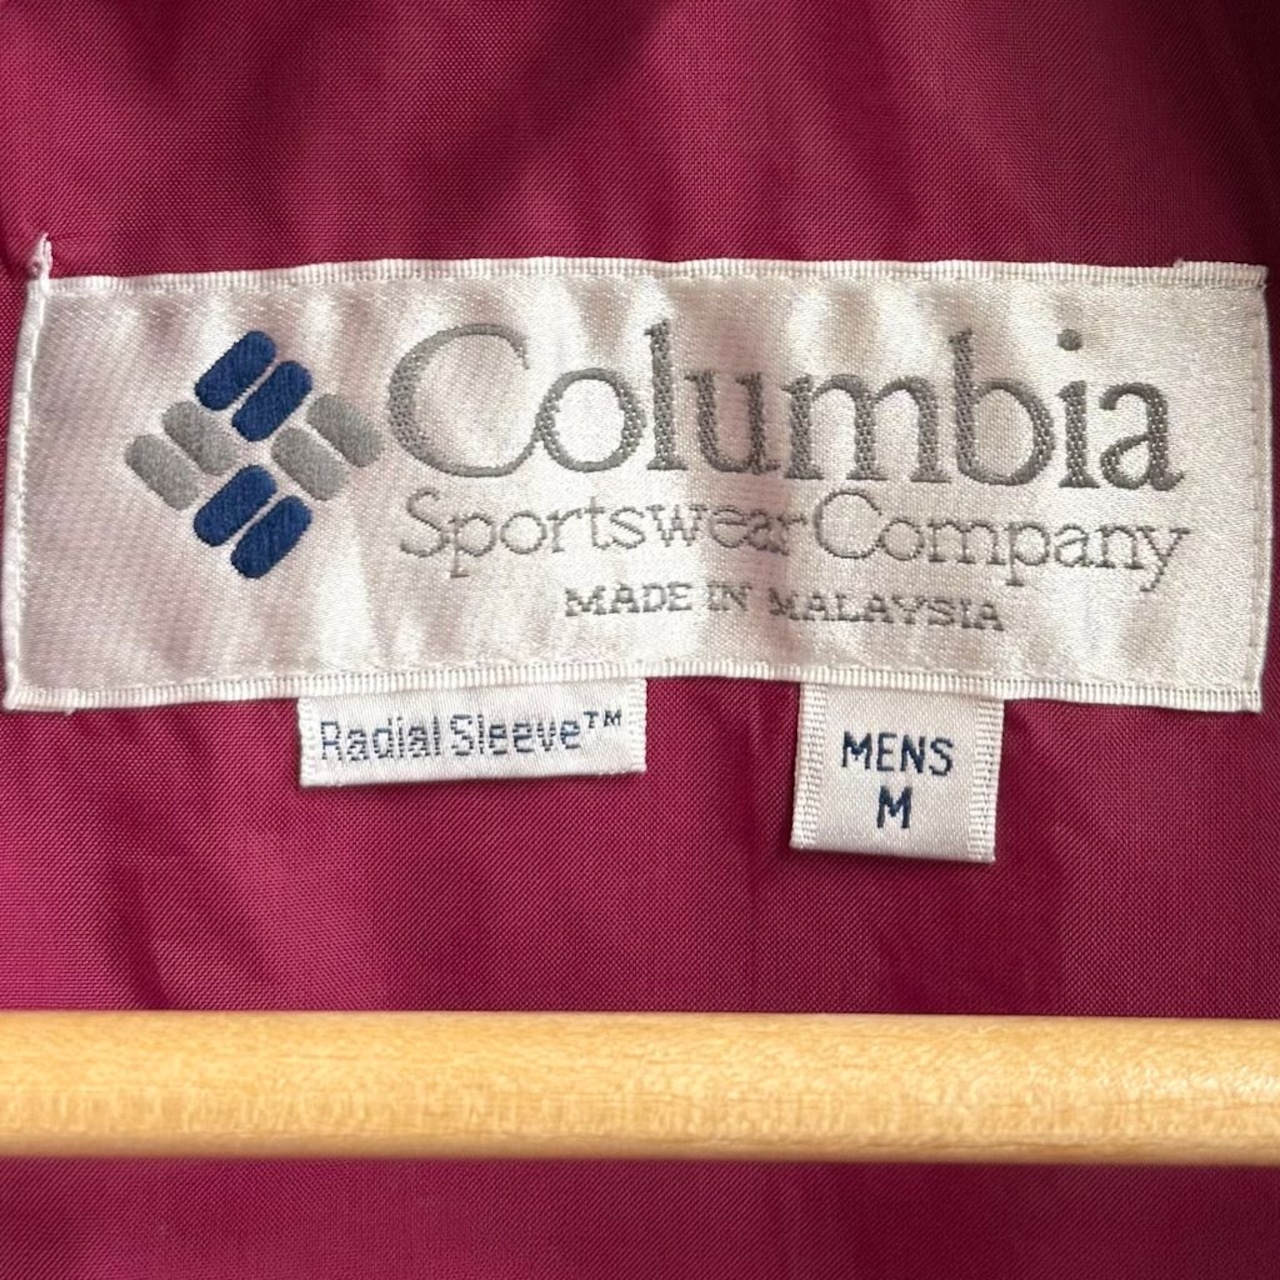 Columbia
Sportswear Company
MADE IN MALAYSIA
Radial Sleeve™
MENS
M